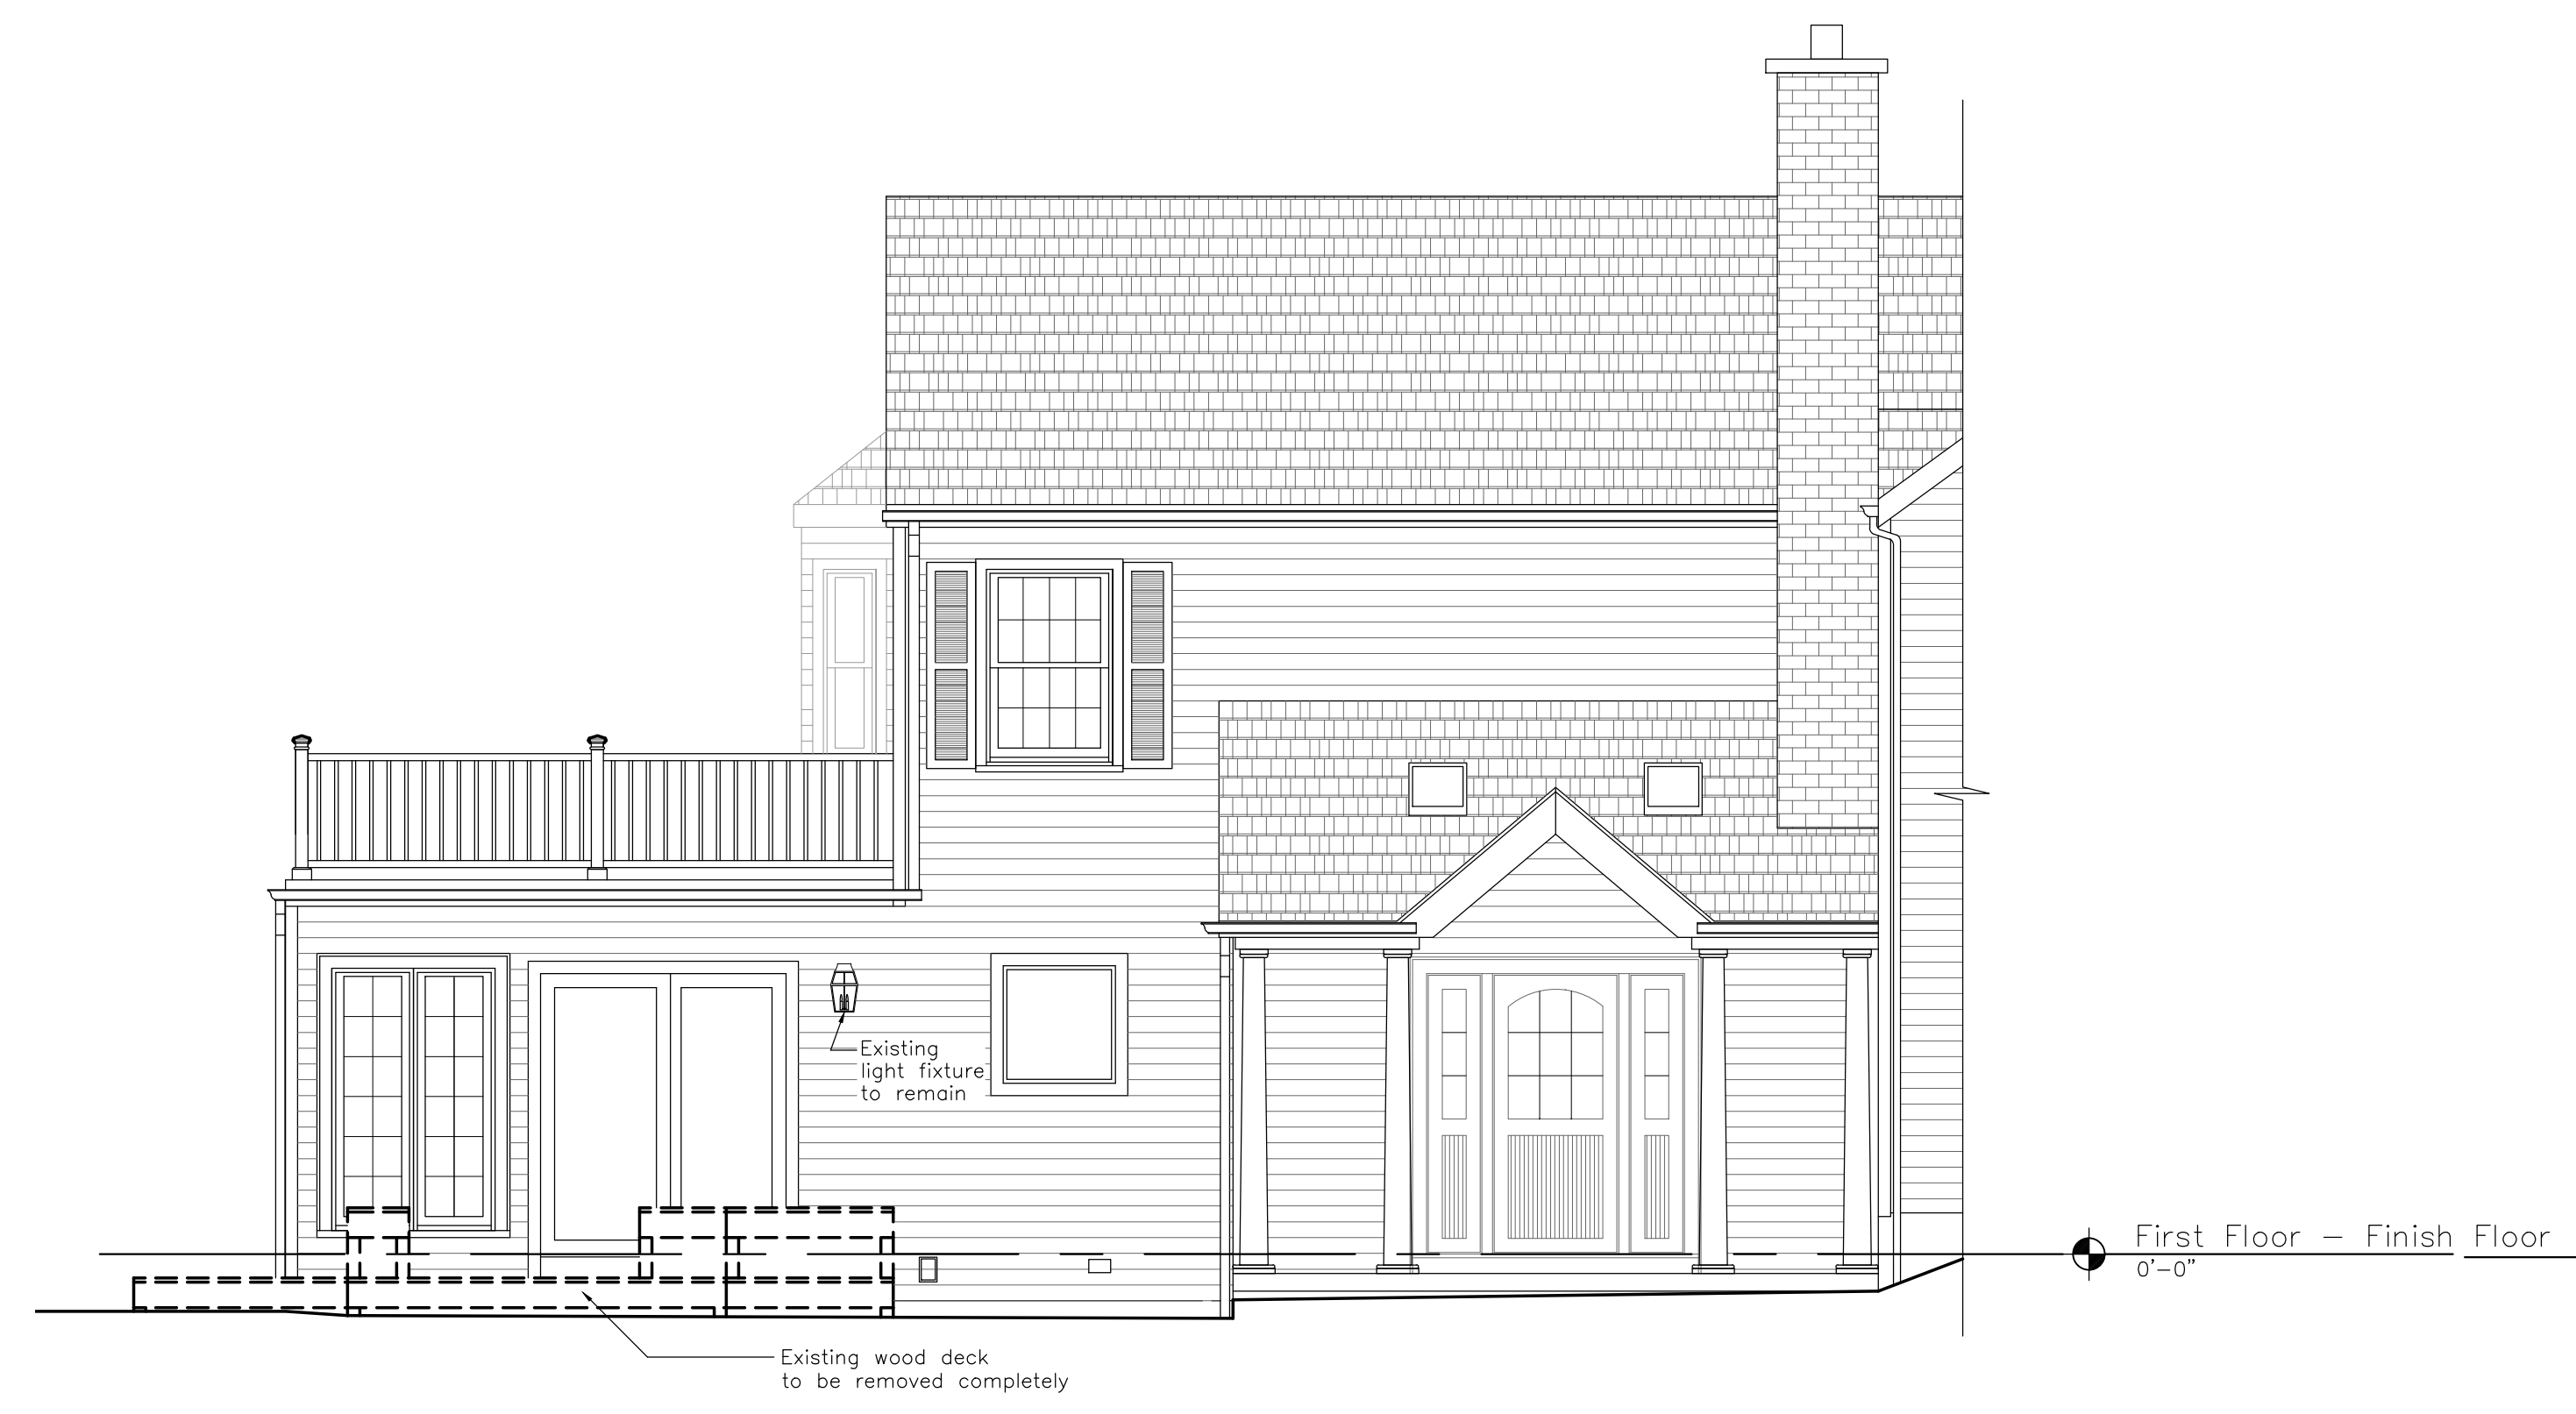 Existing
light fixture
to remain
First Floor – Finish Floor
0'–0"
Existing wood deck
to be removed completely